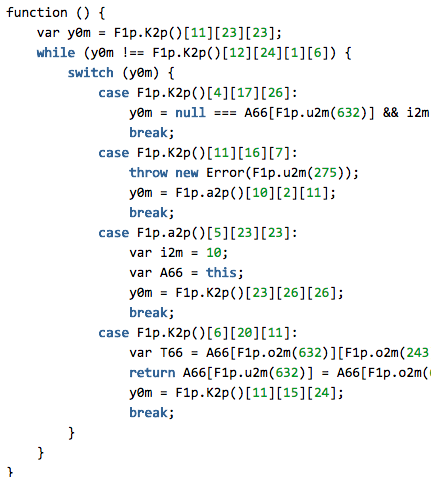 function () {
    var y0m = F1p.K2p()[11][23][23];
    while (y0m !== F1p.K2p()[12][24][1][6]) {
        switch (y0m) {
            case F1p.K2p()[4][17][26]:
                y0m = null === A66[F1p.u2m(632)] && i2m
                break;
            case F1p.K2p()[11][16][7]:
                throw new Error(F1p.u2m(275));
                y0m = F1p.a2p()[10][2][11];
                break;
            case F1p.a2p()[5][23][23]:
                var i2m = 10;
                var A66 = this;
                y0m = F1p.K2p()[23][26][26];
                break;
            case F1p.K2p()[6][20][11]:
                var T66 = A66[F1p.o2m(632)][F1p.o2m(243
                return A66[F1p.u2m(632)] = A66[F1p.o2m(
                y0m = F1p.K2p()[11][15][24];
                break;
        }
    }
}